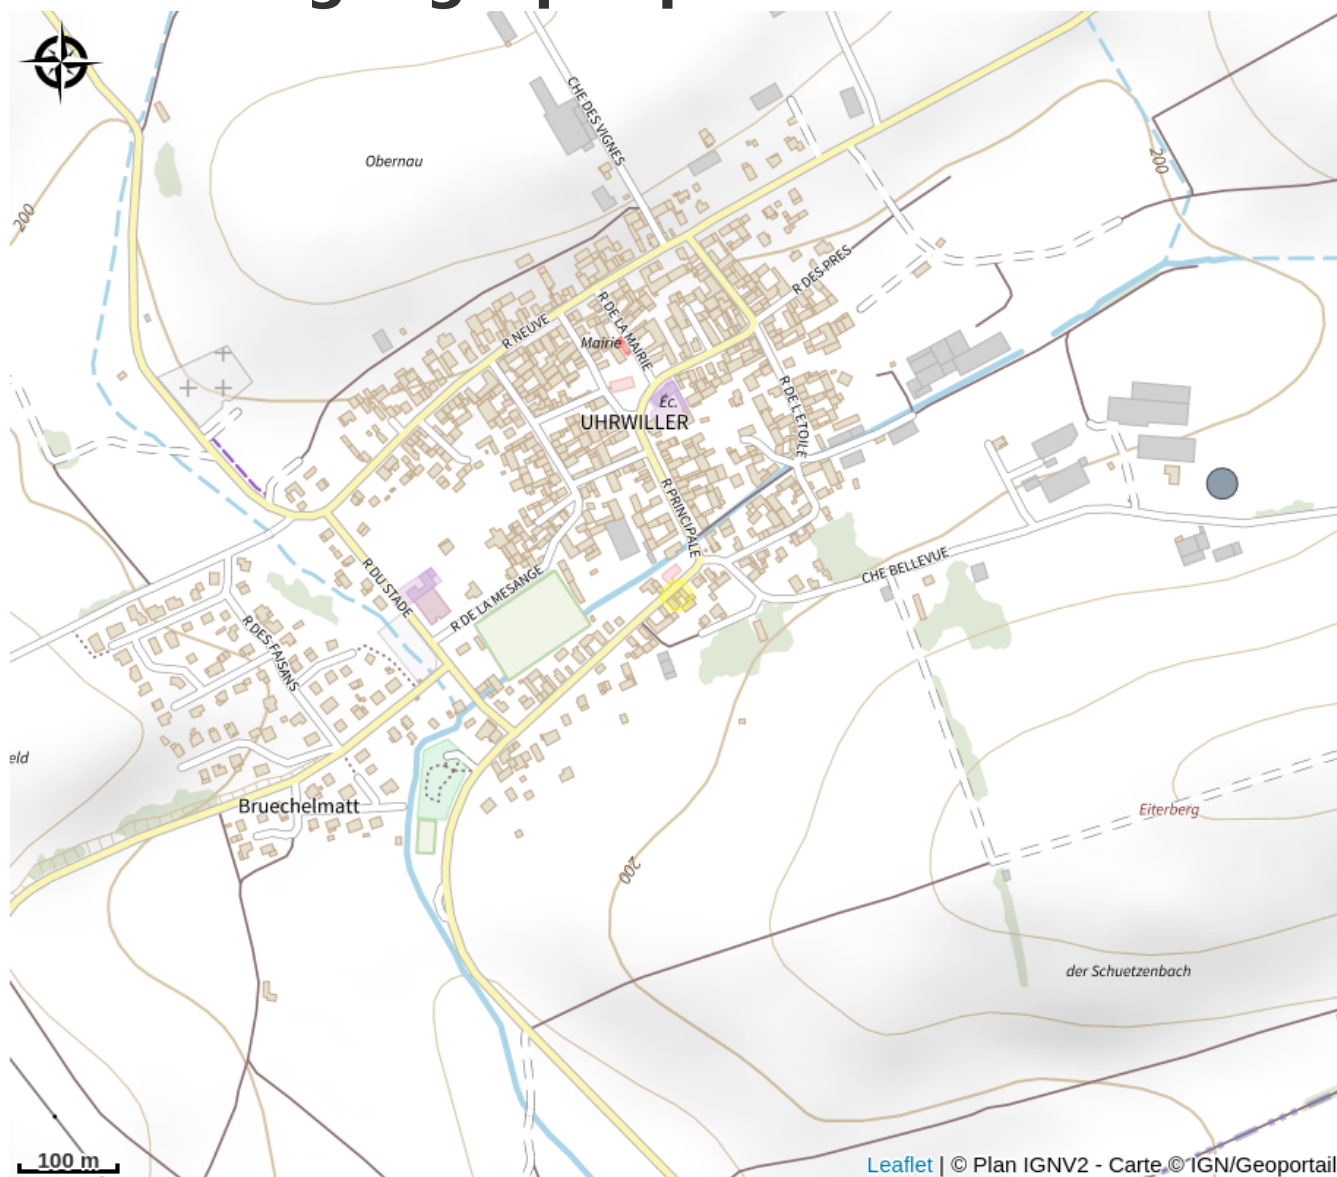 CHE DES VIGNES
Obernau
200
200
R DES PRES
R DE LA MAIRIE
R NEUVE
Mairie
Éc.
UHRWILLER
R DE L'ETOILE
R PRINCIPALE
CHE BELLEVUE
R DU STADE
R DE LA MESANGE
R DES FAISANS
eld
Bruechelmatt
Eiterberg
200
der Schuetzenbach
100 m
Leaflet | © Plan IGNV2 - Carte © IGN/Geoportail